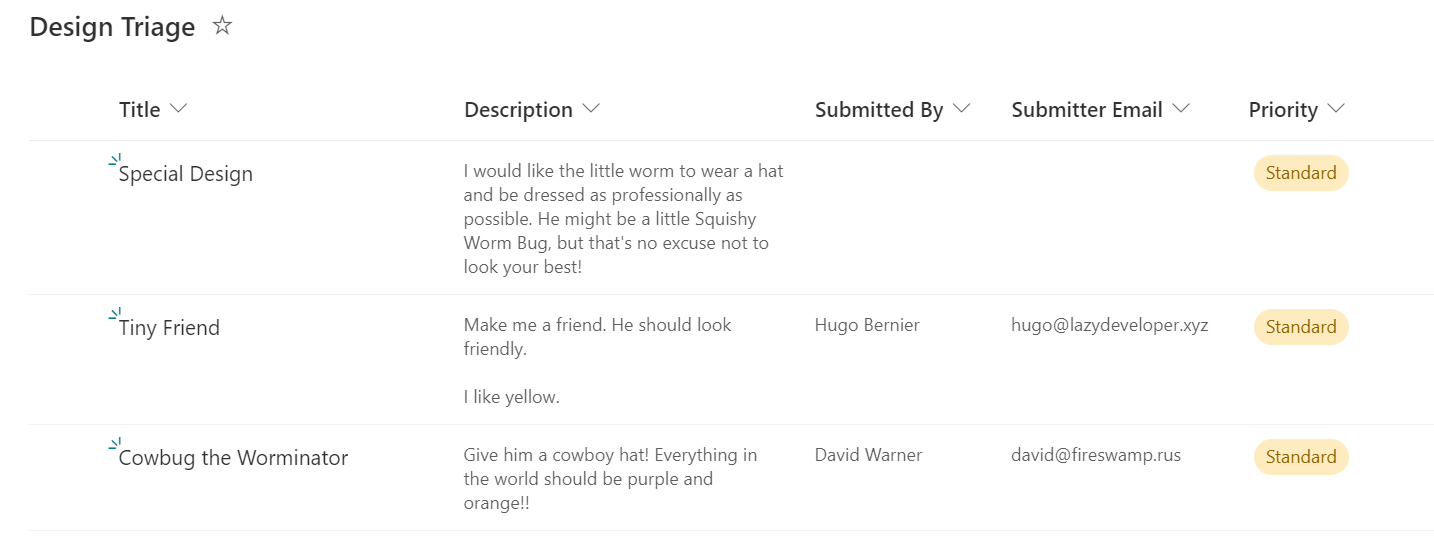 Design Triage
Title Description Submitted By Submitter Email Priority
Special Design
I would like the little worm to wear a hat
and be dressed as professionally as
possible. He might be a little Squishy
Worm Bug, but that's no excuse not to
look your best!
Standard
Tiny Friend
Make me a friend. He should look
friendly.
I like yellow.
Hugo Bernier
hugo@lazydeveloper.xyz
Standard
Cowbug the Worminator
Give him a cowboy hat! Everything in
the world should be purple and
orange!!
David Warner
david@fireswamp.rus
Standard